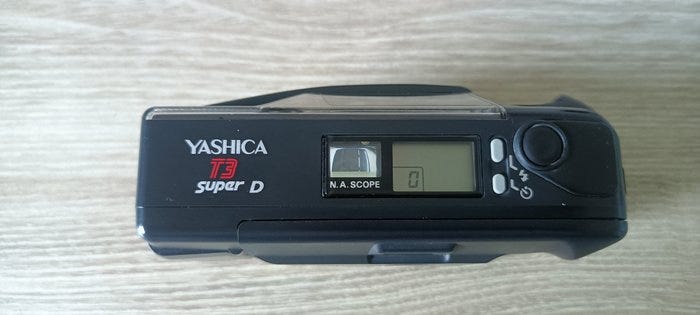 YASHICA
T3
super D
N.A. SCOPE
0